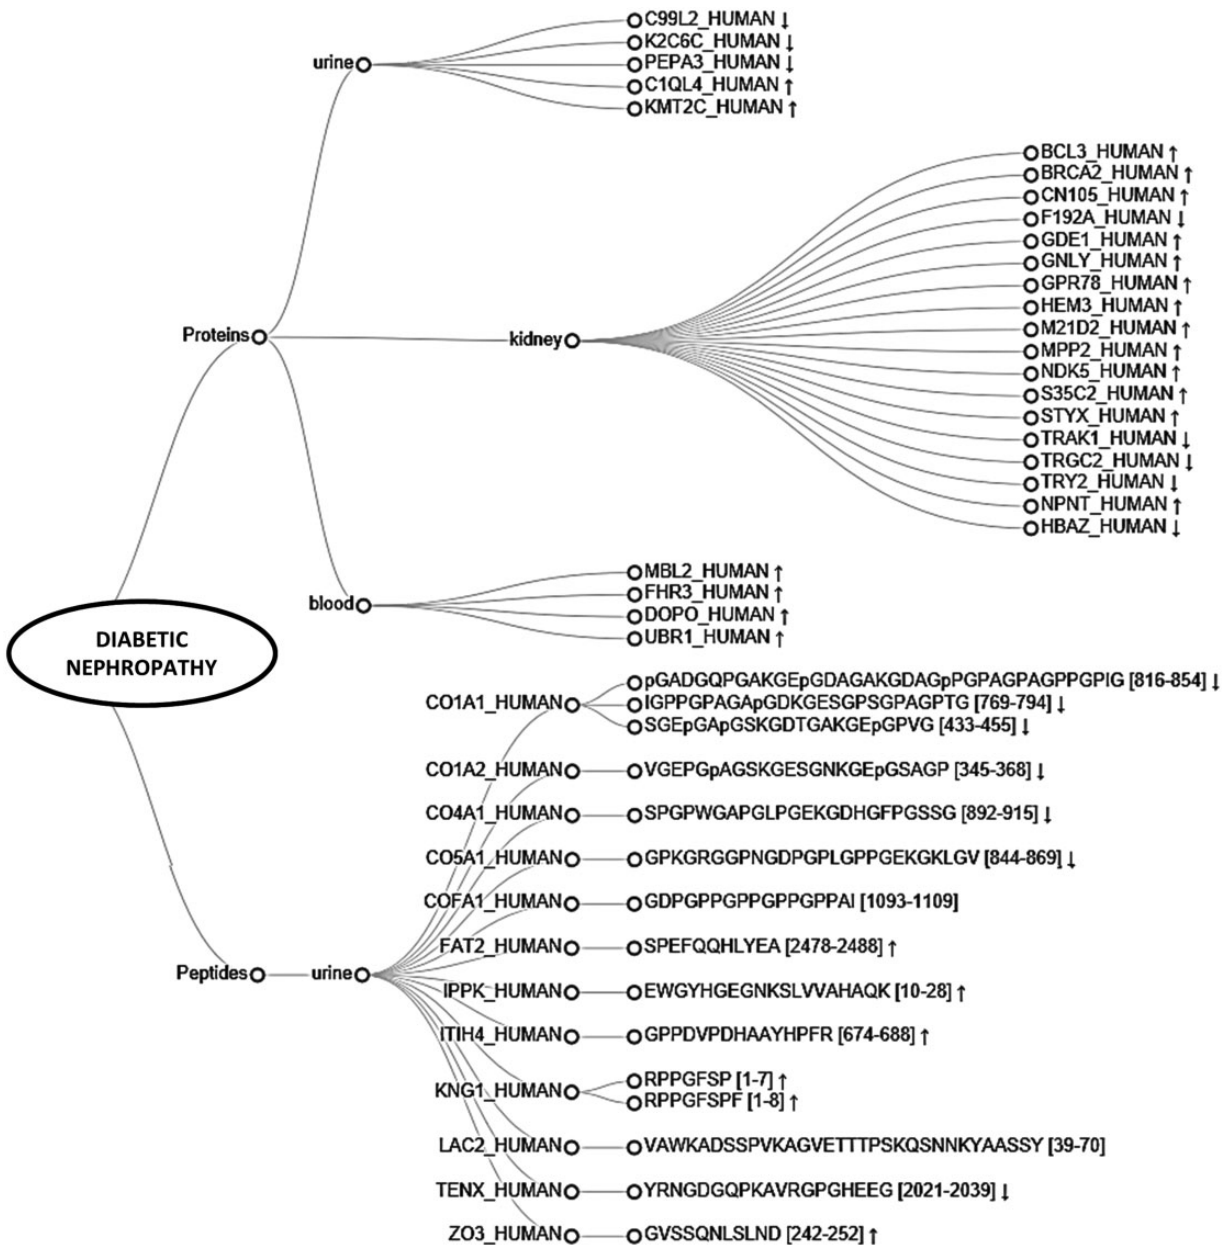 urine
C99L2_HUMAN ↓
K2C6C_HUMAN ↓
PEPA3_HUMAN ↓
C1QL4_HUMAN ↑
KMT2C_HUMAN ↑
Proteins
kidney
BCL3_HUMAN ↑
BRCA2_HUMAN ↑
CN105_HUMAN ↑
F192A_HUMAN ↓
GDE1_HUMAN ↑
GNLY_HUMAN ↑
GPR78_HUMAN ↑
HEM3_HUMAN ↑
M21D2_HUMAN ↑
MPP2_HUMAN ↑
NDK5_HUMAN ↑
S35C2_HUMAN ↑
STYX_HUMAN ↑
TRAK1_HUMAN ↓
TRGC2_HUMAN ↓
TRY2_HUMAN ↓
NPNT_HUMAN ↑
HBAZ_HUMAN ↓
blood
MBL2_HUMAN ↑
FHR3_HUMAN ↑
DOPO_HUMAN ↑
UBR1_HUMAN ↑
DIABETIC
NEPHROPATHY
Peptides
urine
CO1A1_HUMAN
pGADGQPGAKGEpGDAGAKGDAGpPGPAGPAGPPGPIG [816-854] ↓
IGPPGPAGApGDKGESGPSGPAGPTG [769-794] ↓
SGEpGApGSKGDTGAKGEpGPVG [433-455] ↓
CO1A2_HUMAN
VGEPGpAGSKGESGNKGEpGSAGP [345-368] ↓
CO4A1_HUMAN
SPGPWGAPGLPGEKGDHGFPGSSG [892-915] ↓
CO5A1_HUMAN
GPKGRGGPNGDPGPLGPPGEKGKLGV [844-869] ↓
COFA1_HUMAN
GDPGPPGPPGPPGPPAI [1093-1109]
FAT2_HUMAN
SPEFQQHLYEA [2478-2488] ↑
IPPK_HUMAN
EWGYHGEGNKSLVVAHAQK [10-28] ↑
ITIH4_HUMAN
GPPDVPDHAAYHPFR [674-688] ↑
KNG1_HUMAN
RPPGFSP [1-7] ↑
RPPGFSPF [1-8] ↑
LAC2_HUMAN
VAWKADSSPVKAGVETTTPSKQSNNKYAASSY [39-70]
TENX_HUMAN
YRNGDGQPKAVRGPGHEEG [2021-2039] ↓
ZO3_HUMAN
GVSSQNLSLND [242-252] ↑